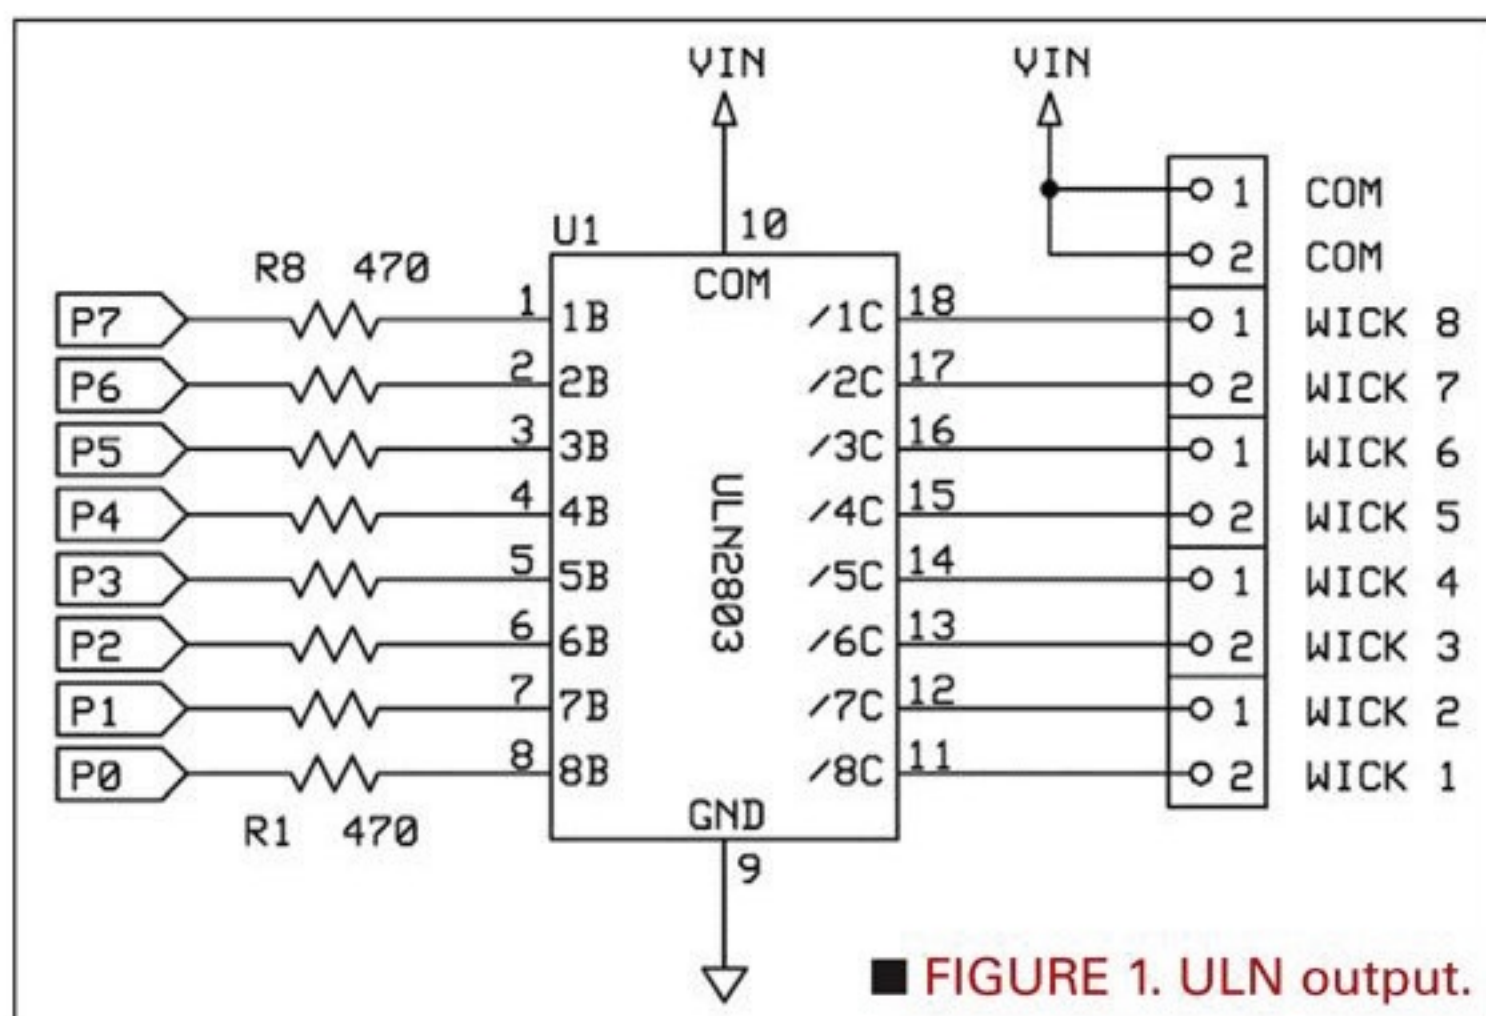 VIN
VIN
U1
10
COM
R8 470
P7
1
1B
/1C
18
1
COM
2
COM
1
WICK 8
P6
2
2B
/2C
17
2
WICK 7
P5
3
3B
/3C
16
1
WICK 6
P4
4
4B
/4C
15
2
WICK 5
ULN2803
P3
5
5B
/5C
14
1
WICK 4
P2
6
6B
/6C
13
2
WICK 3
P1
7
7B
/7C
12
1
WICK 2
P0
8
8B
/8C
11
2
WICK 1
R1 470
GND
9
FIGURE 1. ULN output.